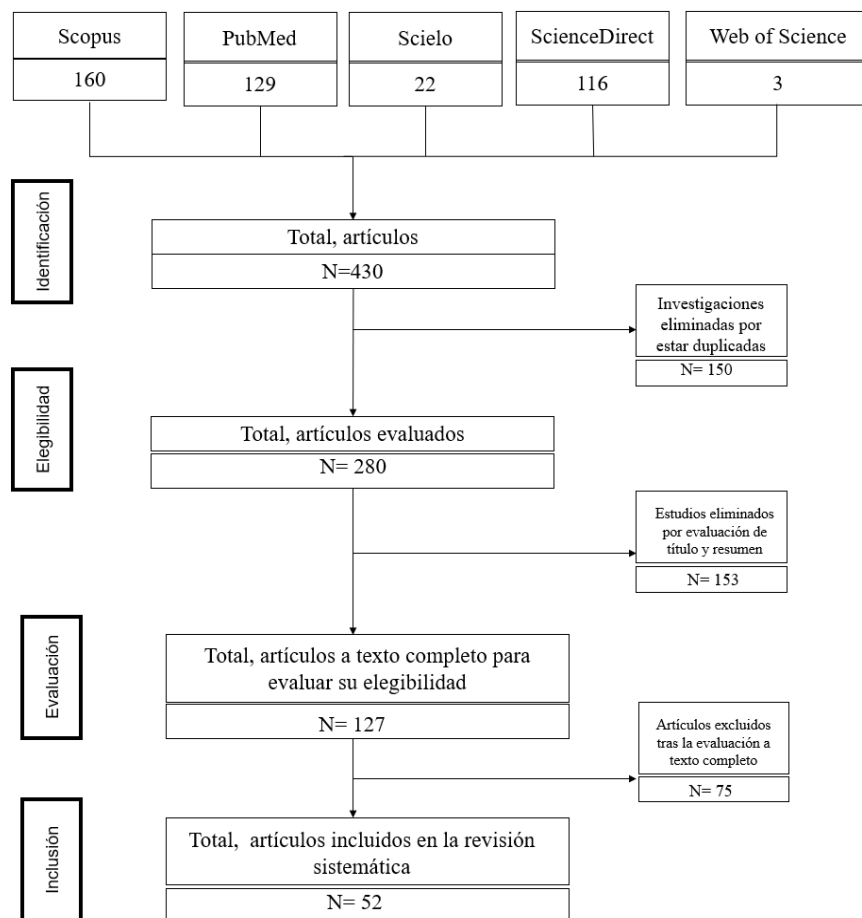 Scopus
160
PubMed
129
Scielo
22
ScienceDirect
116
Web of Science
3
Identificación
Total, artículos
N=430
Investigaciones
eliminadas por
estar duplicadas
N= 150
Elegibilidad
Total, artículos evaluados
N= 280
Estudios eliminados
por evaluación de
título y resumen
N= 153
Evaluación
Total, artículos a texto completo para
evaluar su elegibilidad
N= 127
Artículos excluidos
tras la evaluación a
texto completo
N= 75
Inclusión
Total, artículos incluidos en la revisión
sistemática
N= 52